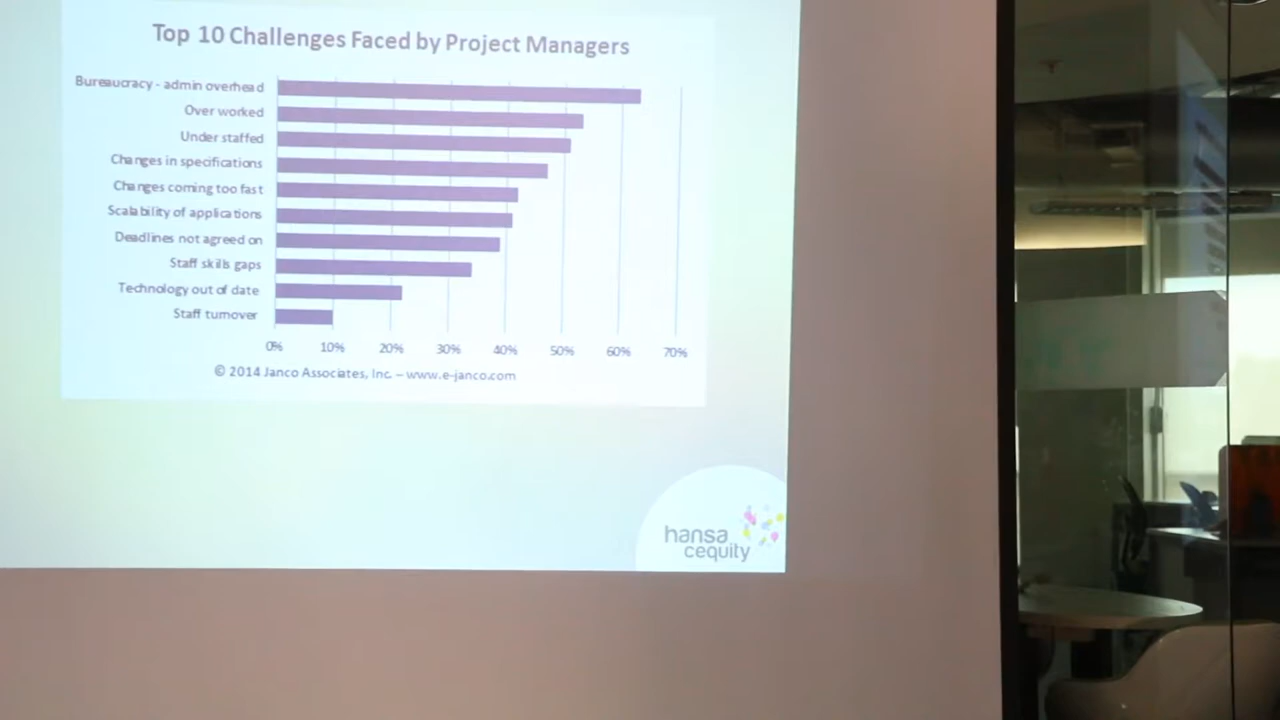 Top 10 Challenges Faced by Project Managers
Bureaucracy - admin overhead
Over worked
Under staffed
Changes in specifications
Changes coming too fast
Scalability of applications
Deadlines not agreed on
Staff skills gaps
Technology out of date
Staff turnover
0% 10% 20% 30% 40% 50% 60% 70%
© 2014 Janco Associates, Inc. – www.e-janco.com
hansa
cequity